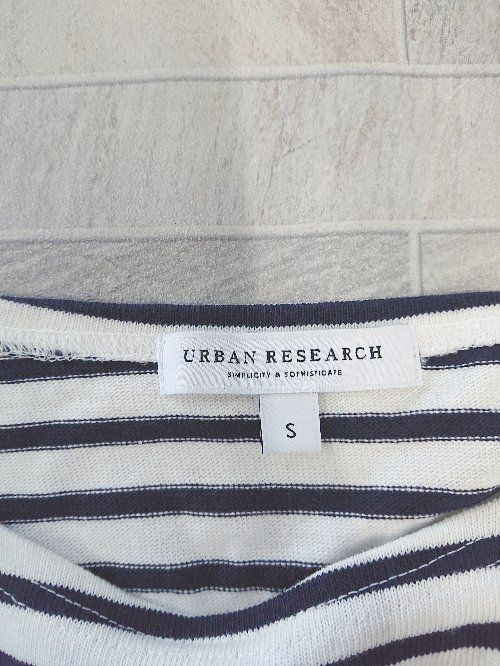 URBAN RESEARCH
SIMPLICITY & SOPHISTICATE
S